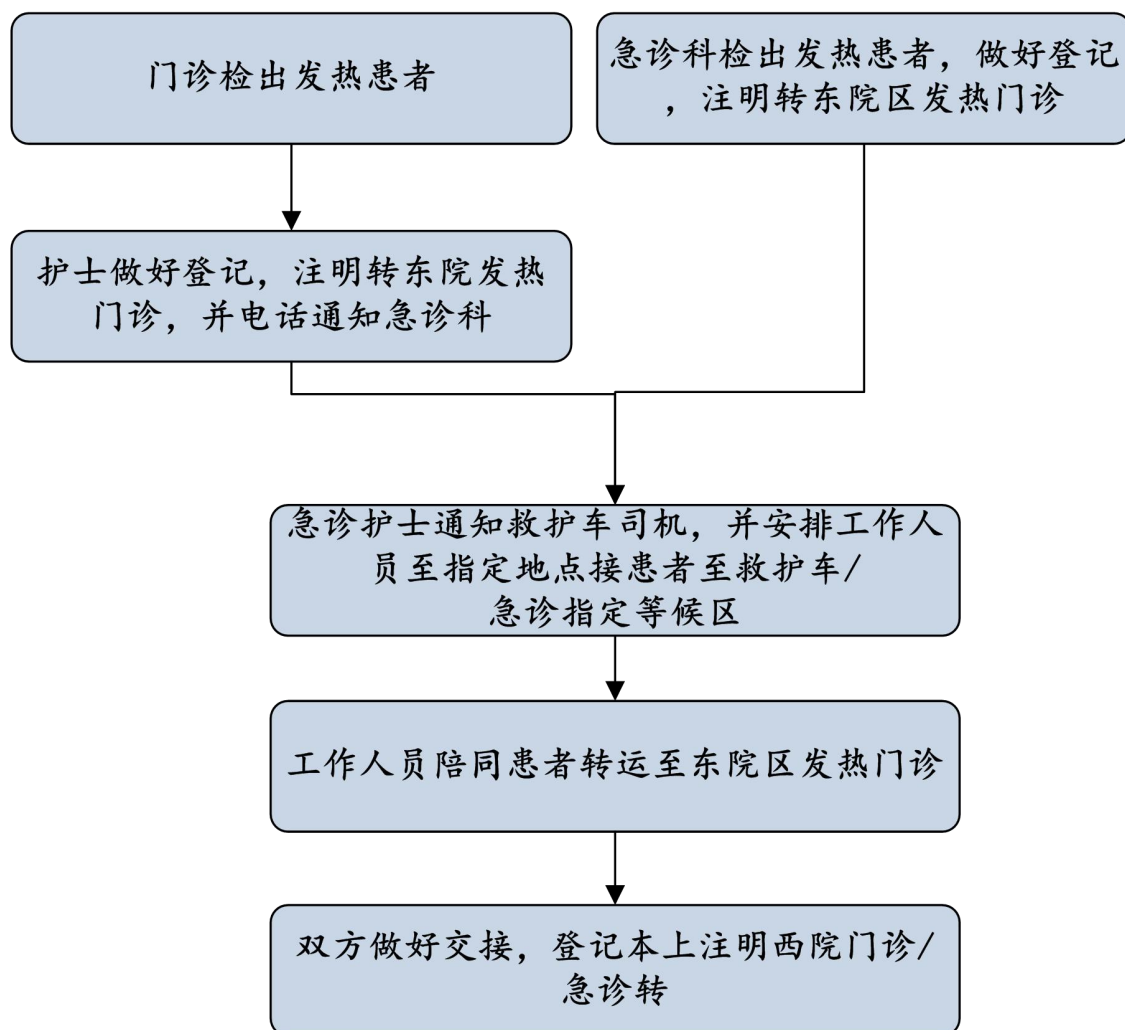 门诊检出发热患者
急诊科检出发热患者，做好登记
，注明转东院区发热门诊
护士做好登记，注明转东院发热
门诊，并电话通知急诊科
急诊护士通知救护车司机，并安排工作人
员至指定地点接患者至救护车/
急诊指定等候区
工作人员陪同患者转运至东院区发热门诊
双方做好交接，登记本上注明西院门诊/
急诊转